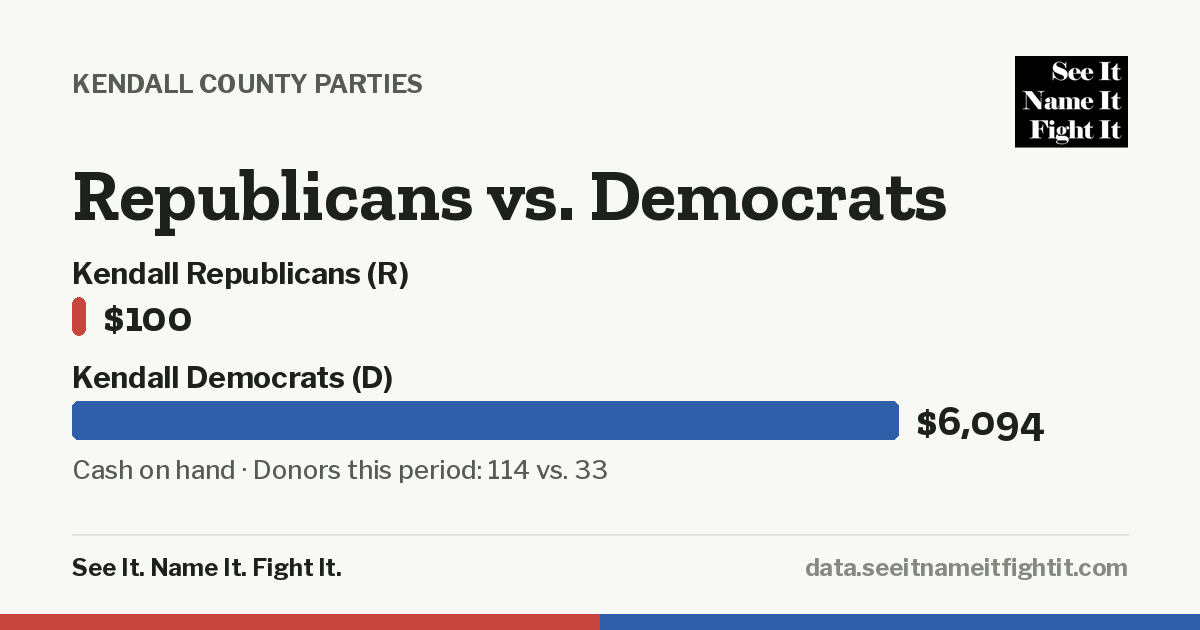 KENDALL COUNTY PARTIES
See It
Name It
Fight It
Republicans vs. Democrats
Kendall Republicans (R)
$100
Kendall Democrats (D)
$6,094
Cash on hand · Donors this period: 114 vs. 33
See It. Name It. Fight It.
data.seeitnameitfightit.com